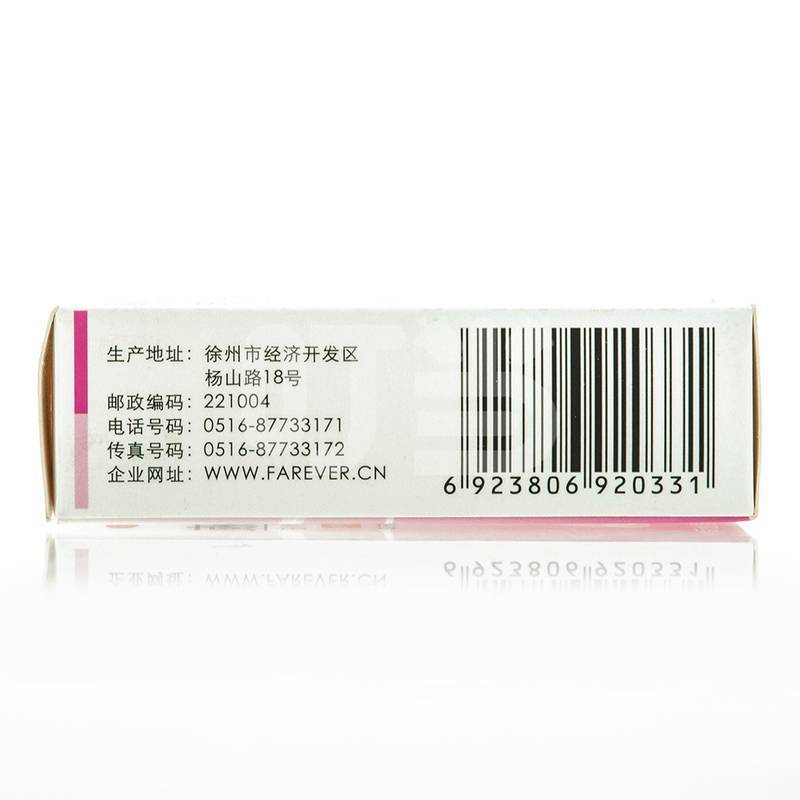 生产地址：徐州市经济开发区
杨山路18号
邮政编码：221004
电话号码：0516-87733171
传真号码：0516-87733172
企业网址：WWW.FAREVER.CN
6 923806 920331